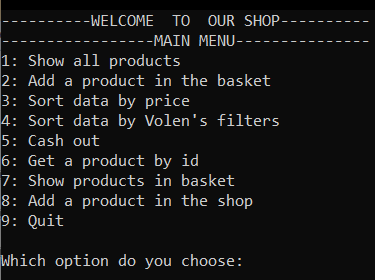 ----------WELCOME  TO  OUR SHOP----------
-----------------MAIN MENU---------------
1: Show all products
2: Add a product in the basket
3: Sort data by price
4: Sort data by Volen's filters
5: Cash out
6: Get a product by id
7: Show products in basket
8: Add a product in the shop
9: Quit
Which option do you choose: